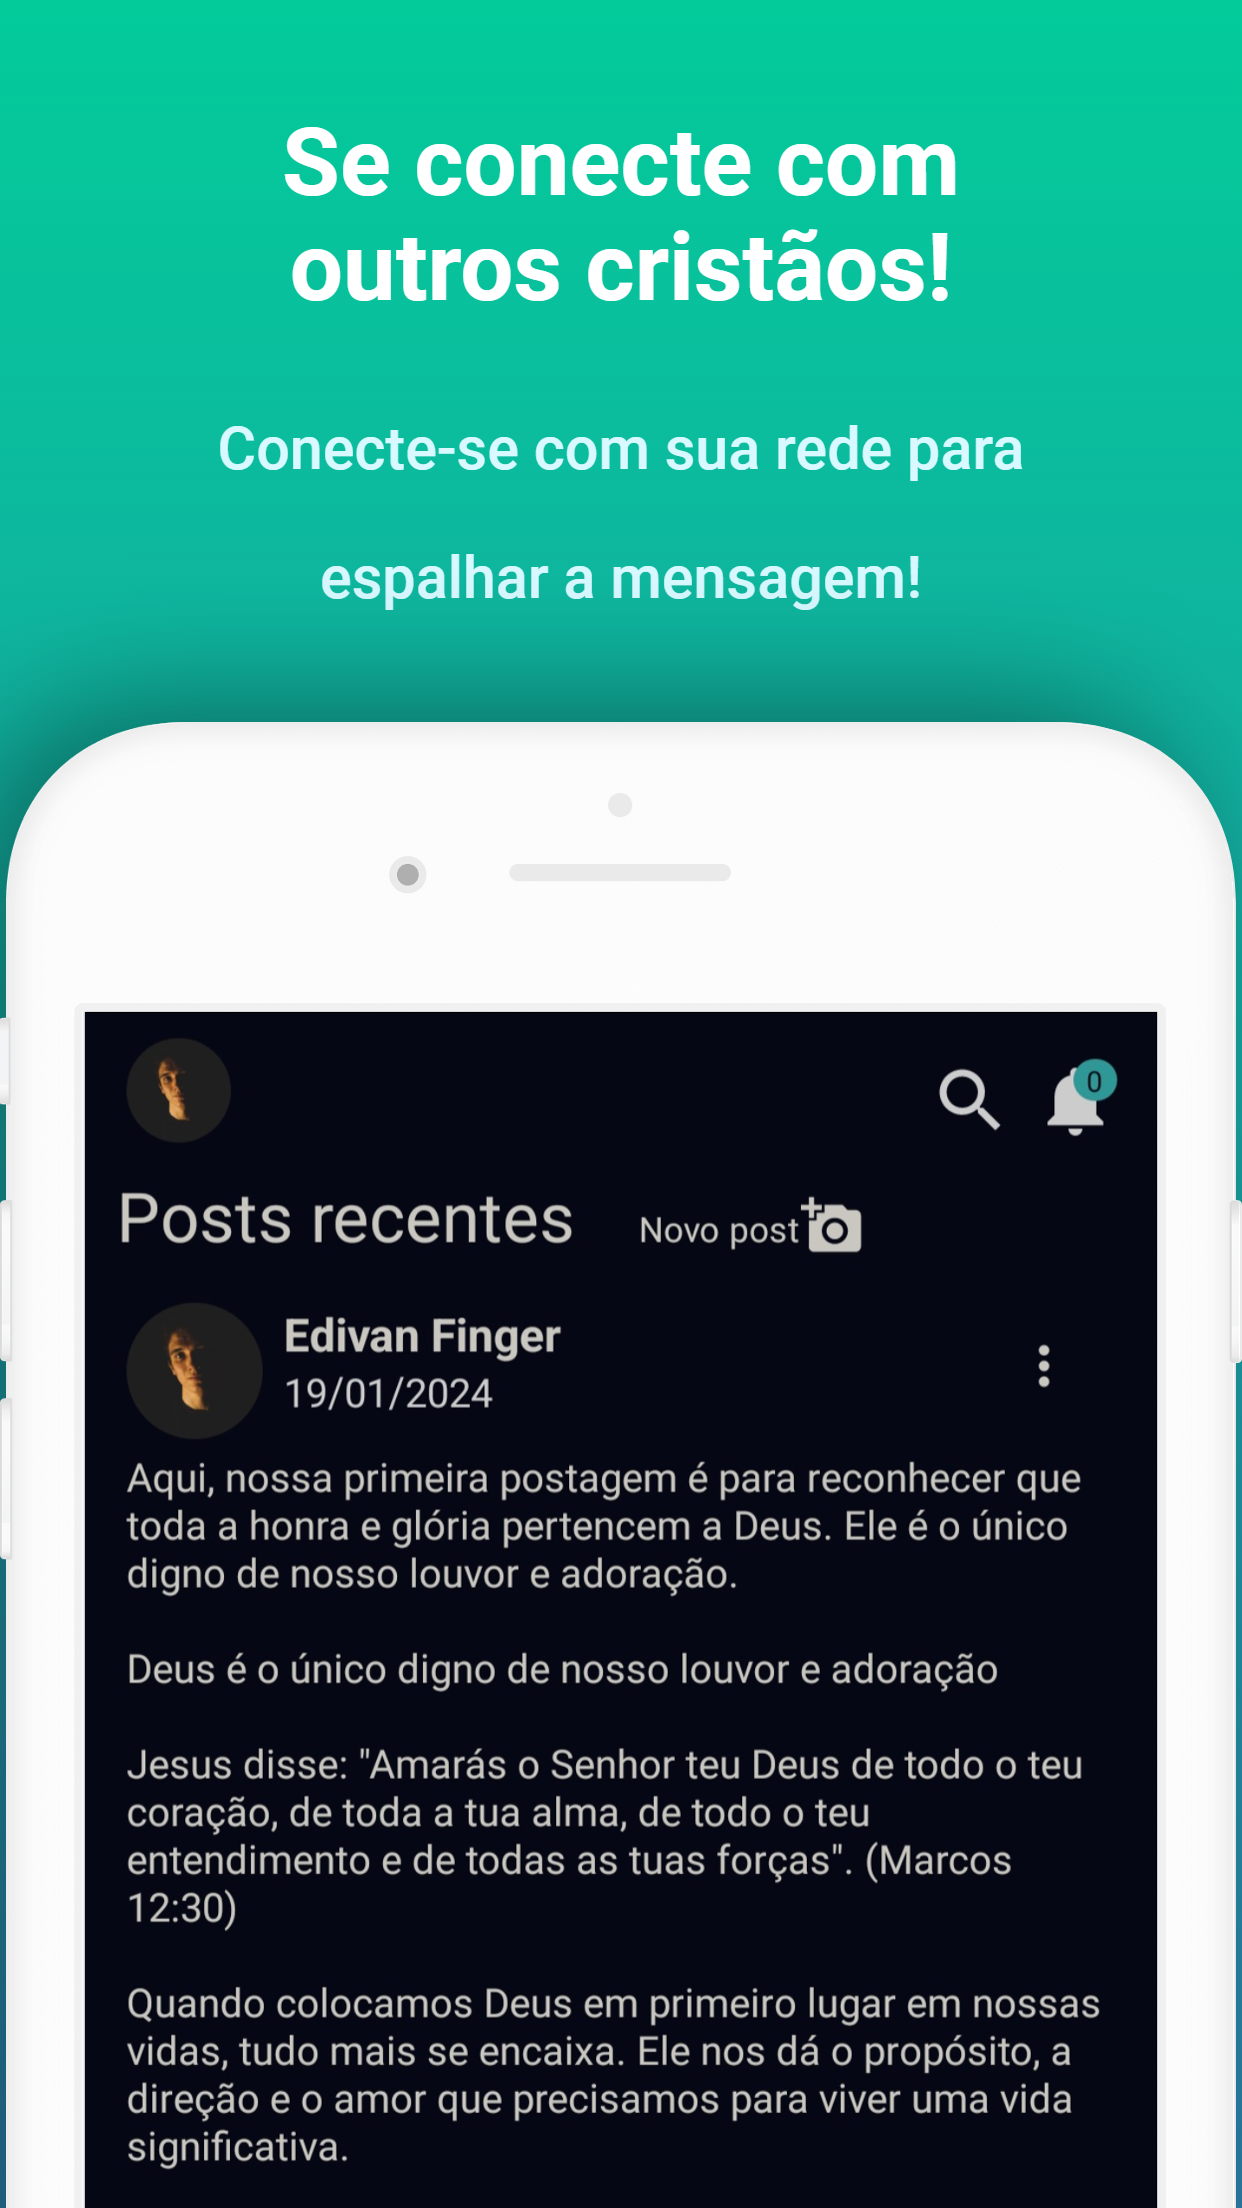 Se conecte com
outros cristãos!
Conecte-se com sua rede para
espalhar a mensagem!
0
Posts recentes
Novo post
Edivan Finger
19/01/2024
Aqui, nossa primeira postagem é para reconhecer que
toda a honra e glória pertencem a Deus. Ele é o único
digno de nosso louvor e adoração.
Deus é o único digno de nosso louvor e adoração
Jesus disse: "Amarás o Senhor teu Deus de todo o teu
coração, de toda a tua alma, de todo o teu
entendimento e de todas as tuas forças". (Marcos
12:30)
Quando colocamos Deus em primeiro lugar em nossas
vidas, tudo mais se encaixa. Ele nos dá o propósito, a
direção e o amor que precisamos para viver uma vida
significativa.